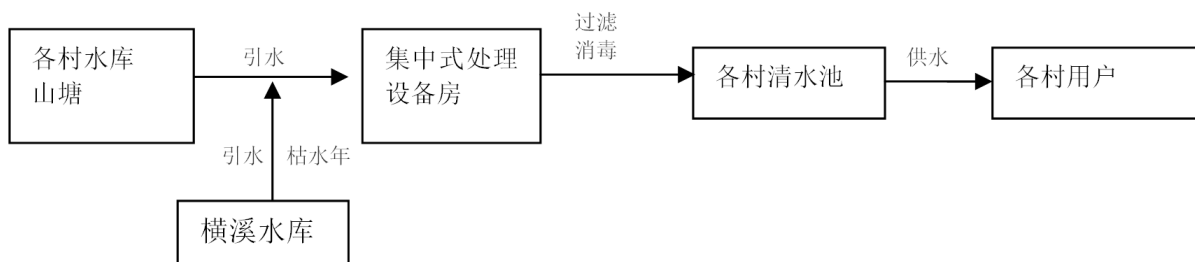 各村水库
山塘
引水
集中式处理
设备房
过滤
消毒
各村清水池
供水
各村用户
引水
枯水年
横溪水库